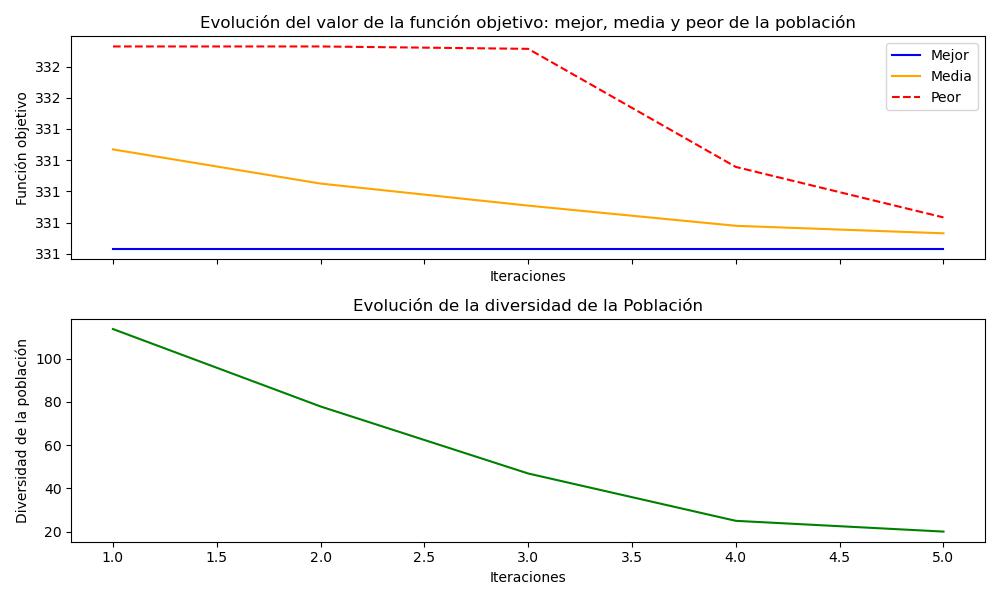 Evolución del valor de la función objetivo: mejor, media y peor de la población
Función objetivo
332
332
331
331
331
331
331
Mejor
Media
Peor
Iteraciones
Evolución de la diversidad de la Población
Diversidad de la población
100
80
60
40
20
1.0 1.5 2.0 2.5 3.0 3.5 4.0 4.5 5.0
Iteraciones